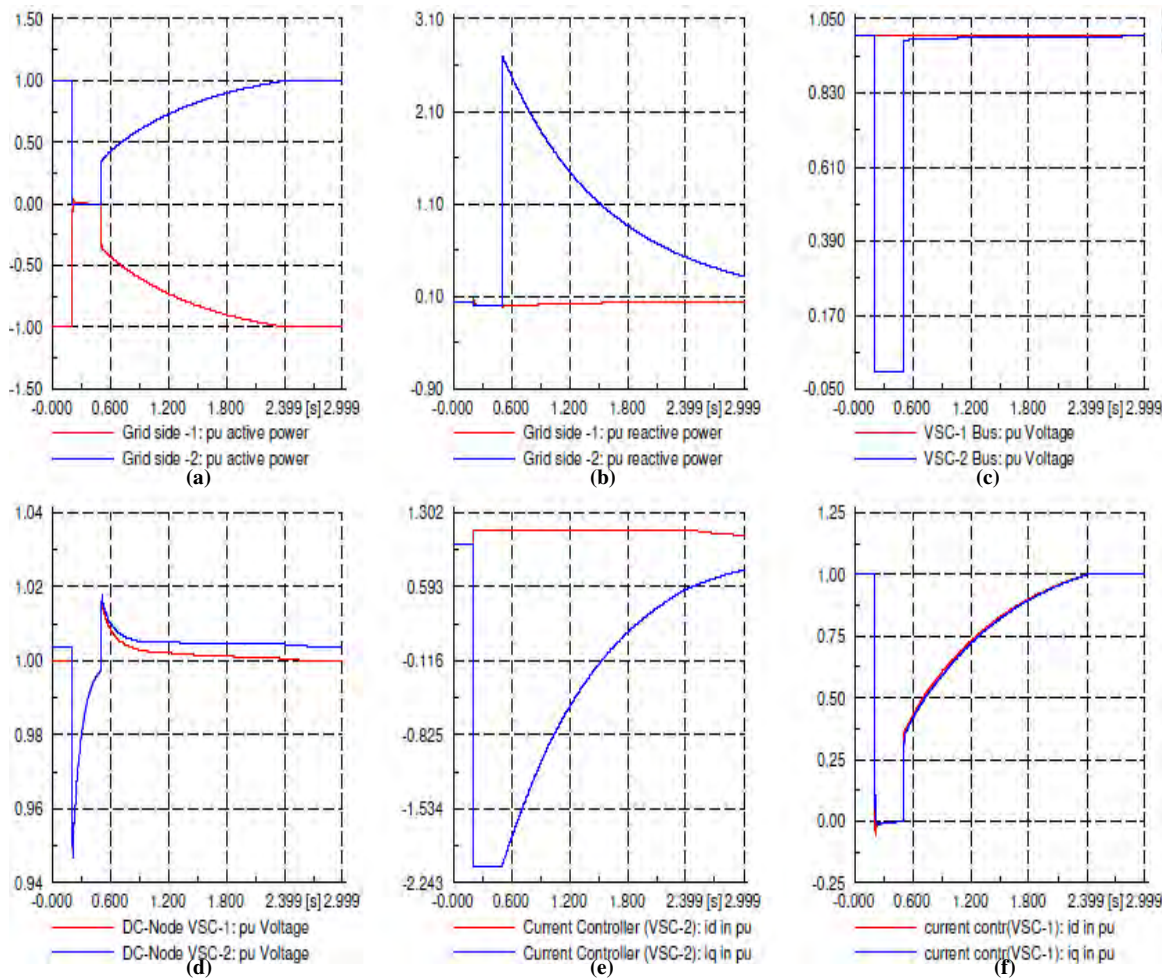 1.50
1.00
0.50
0.00
-0.50
-1.00
-1.50
-0.000 0.600 1.200 1.800 2.399 [s] 2.999
Grid side -1: pu active power
Grid side -2: pu active power
(a)
3.10
2.10
1.10
0.10
-0.90
-0.000 0.600 1.200 1.800 2.399 [s] 2.999
Grid side -1: pu reactive power
Grid side -2: pu reactive power
(b)
1.050
0.830
0.610
0.390
0.170
-0.050
-0.000 0.600 1.200 1.800 2.399 [s] 2.999
VSC-1 Bus: pu Voltage
VSC-2 Bus: pu Voltage
(c)
1.04
1.02
1.00
0.98
0.96
0.94
-0.000 0.600 1.200 1.800 2.399 [s] 2.999
DC-Node VSC-1: pu Voltage
DC-Node VSC-2: pu Voltage
(d)
1.302
0.593
-0.116
-0.825
-1.534
-2.243
-0.000 0.600 1.200 1.800 2.399 [s] 2.999
Current Controller (VSC-2): id in pu
Current Controller (VSC-2): iq in pu
(e)
1.25
1.00
0.75
0.50
0.25
0.00
-0.25
-0.000 0.600 1.200 1.800 2.399 [s] 2.999
current contr(VSC-1): id in pu
current contr(VSC-1): iq in pu
(f)